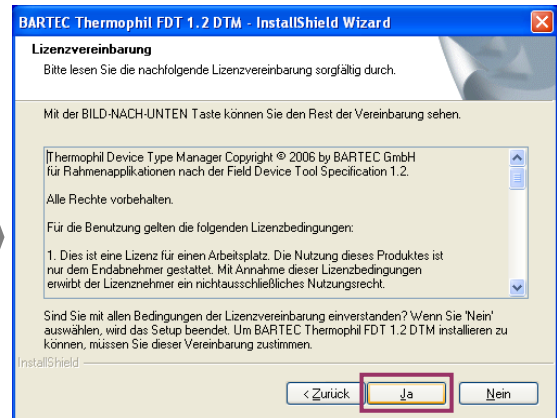 BARTEC Thermophil FDT 1.2 DTM - InstallShield Wizard
Lizenzvereinbarung
Bitte lesen Sie die nachfolgende Lizenzvereinbarung sorgfältig durch.
Mit der BILD-NACH-UNTEN Taste können Sie den Rest der Vereinbarung sehen.
Thermophil Device Type Manager Copyright © 2006 by BARTEC GmbH
für Rahmenapplikationen nach der Field Device Tool Specification 1.2.
Alle Rechte vorbehalten.
Für die Benutzung gelten die folgenden Lizenzbedingungen:
1. Dies ist eine Lizenz für einen Arbeitsplatz. Die Nutzung dieses Produktes ist
nur dem Endabnehmer gestattet. Mit Annahme dieser Lizenzbedingungen
erwirbt der Lizenznehmer ein nichtausschließliches Nutzungsrecht.
Sind Sie mit allen Bedingungen der Lizenzvereinbarung einverstanden? Wenn Sie 'Nein'
auswählen, wird das Setup beendet. Um BARTEC Thermophil FDT 1.2 DTM installieren zu
können, müssen Sie dieser Vereinbarung zustimmen.
InstallShield
< Zurück Ja Nein